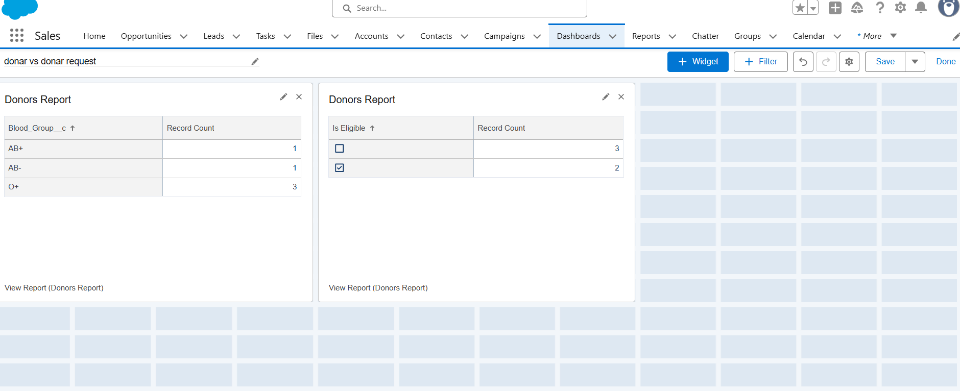 Search...
Sales
Home Opportunities Leads Tasks Files Accounts Contacts Campaigns Dashboards Reports Chatter Groups Calendar * More
donar vs donar request
+ Widget + Filter Save Done
Donors Report
Blood_Group__c ↑ Record Count
AB+ 1
AB- 1
O+ 3
View Report (Donors Report)
Donors Report
Is Eligible ↑ Record Count
3
2
View Report (Donors Report)